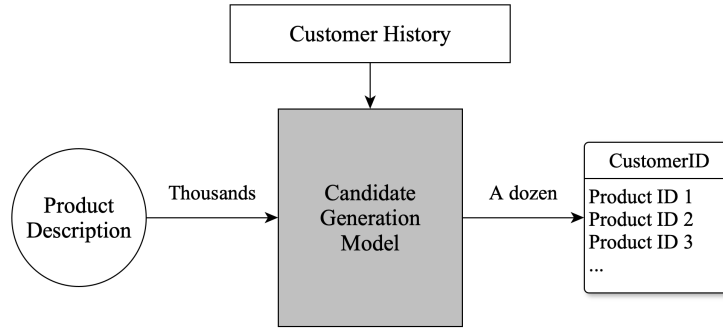 Customer History
Product
Description
Thousands
Candidate
Generation
Model
A dozen
CustomerID
Product ID 1
Product ID 2
Product ID 3
...